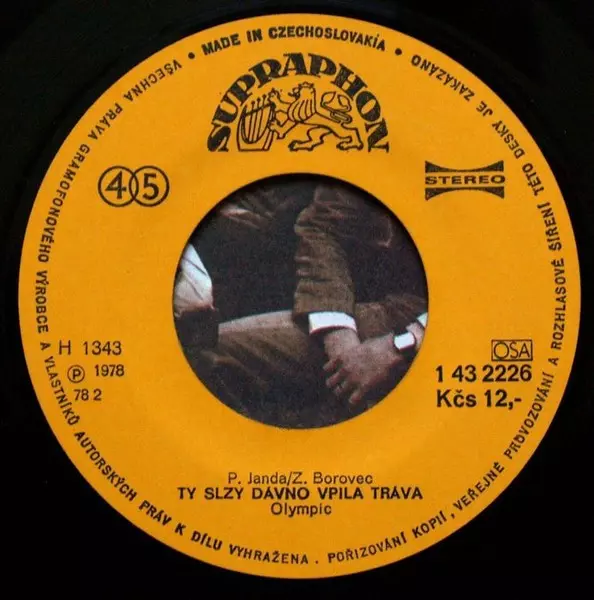 VŠECHNA PRÁVA GRAMOFONOVÉHO VÝROBCE A VLASTNÍKŮ AUTORSKÝCH PRÁV K DÍLU VYHRAŽENA . POŘIZOVÁNÍ KOPIÍ , VEŘEJNÉ PROVOZOVÁNÍ A ROZHLASOVÉ ŠÍŘENÍ TÉTO DESKY JE ZAKÁZÁNO
• MADE IN CZECHOSLOVAKIA •
SUPRAPHON
45
STEREO
H 1343
Ⓟ 1978
78 2
OSA
1 43 2226
Kčs 12,-
P. Janda/Z. Borovec
TY SLZY DÁVNO VPILA TRÁVA
Olympic